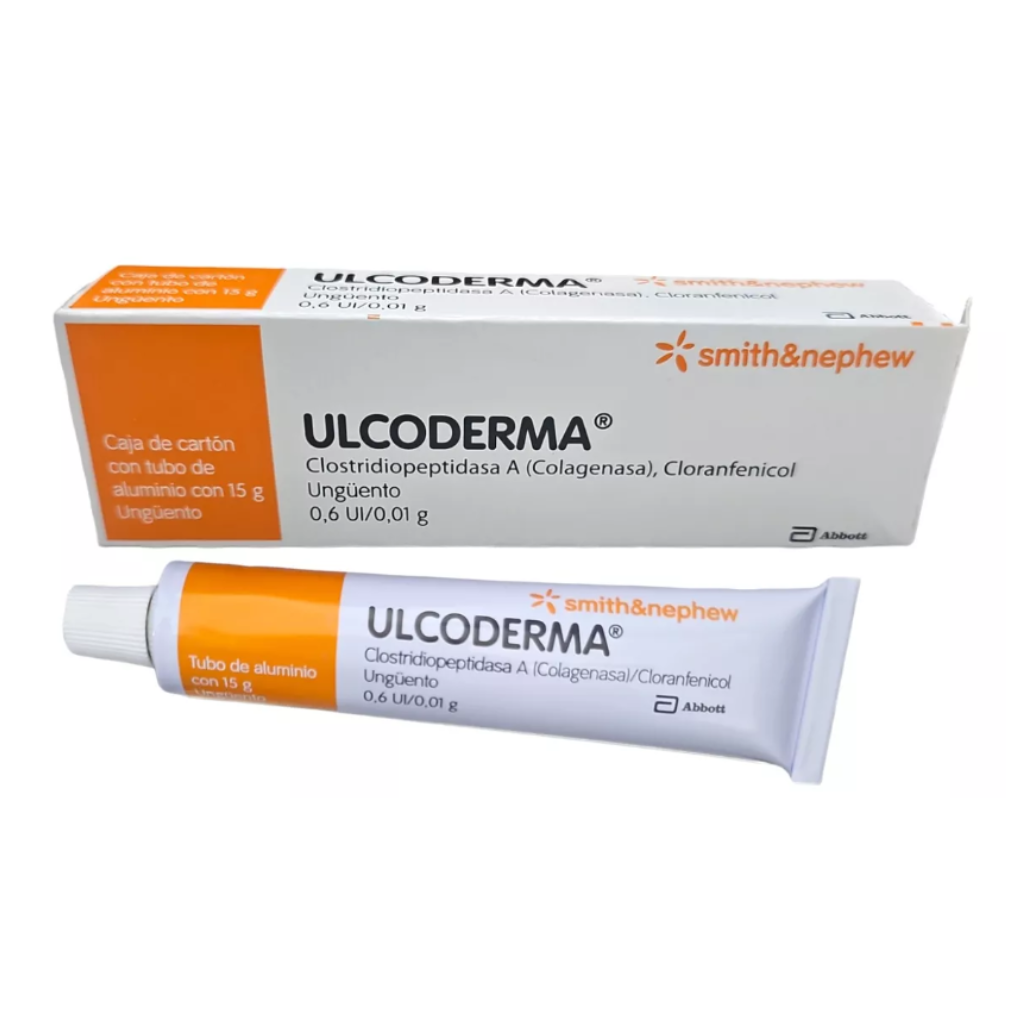 Caja de cartón
con tubo de
aluminio con 15 g
Ungüento
ULCODERMA®
Clostridiopeptidasa A (Colagenasa), Cloranfenicol
Ungüento
0,6 UI/0,01 g
smith&nephew
Abbott
smith&nephew
Caja de cartón
con tubo de
aluminio con 15 g
Ungüento
ULCODERMA®
Clostridiopeptidasa A (Colagenasa), Cloranfenicol
Ungüento
0,6 UI/0,01 g
Abbott
smith&nephew
Tubo de aluminio
con 15 g
Ungüento
ULCODERMA®
Clostridiopeptidasa A (Colagenasa)/Cloranfenicol
Ungüento
0,6 UI/0,01 g
Abbott